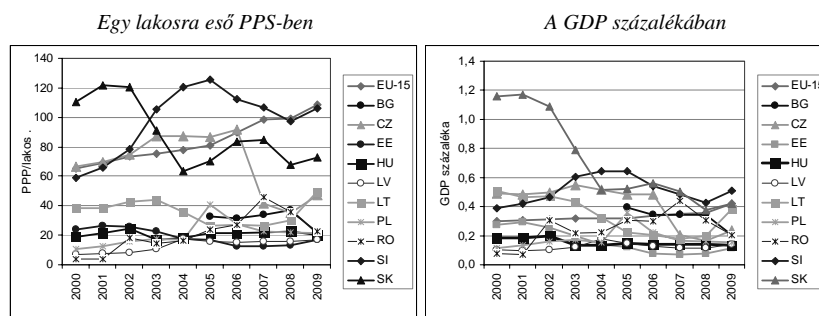 Egy lakosra eső PPS-ben
A GDP százalékában
PPP/lakos .
140
120
100
80
60
40
20
0
2000 2001 2002 2003 2004 2005 2006 2007 2008 2009
EU-15
BG
CZ
EE
HU
LV
LT
PL
RO
SI
SK
GDP százaléka
1,4
1,2
1,0
0,8
0,6
0,4
0,2
0,0
2000 2001 2002 2003 2004 2005 2006 2007 2008 2009
EU-15
BG
CZ
EE
HU
LV
LT
PL
RO
SI
SK